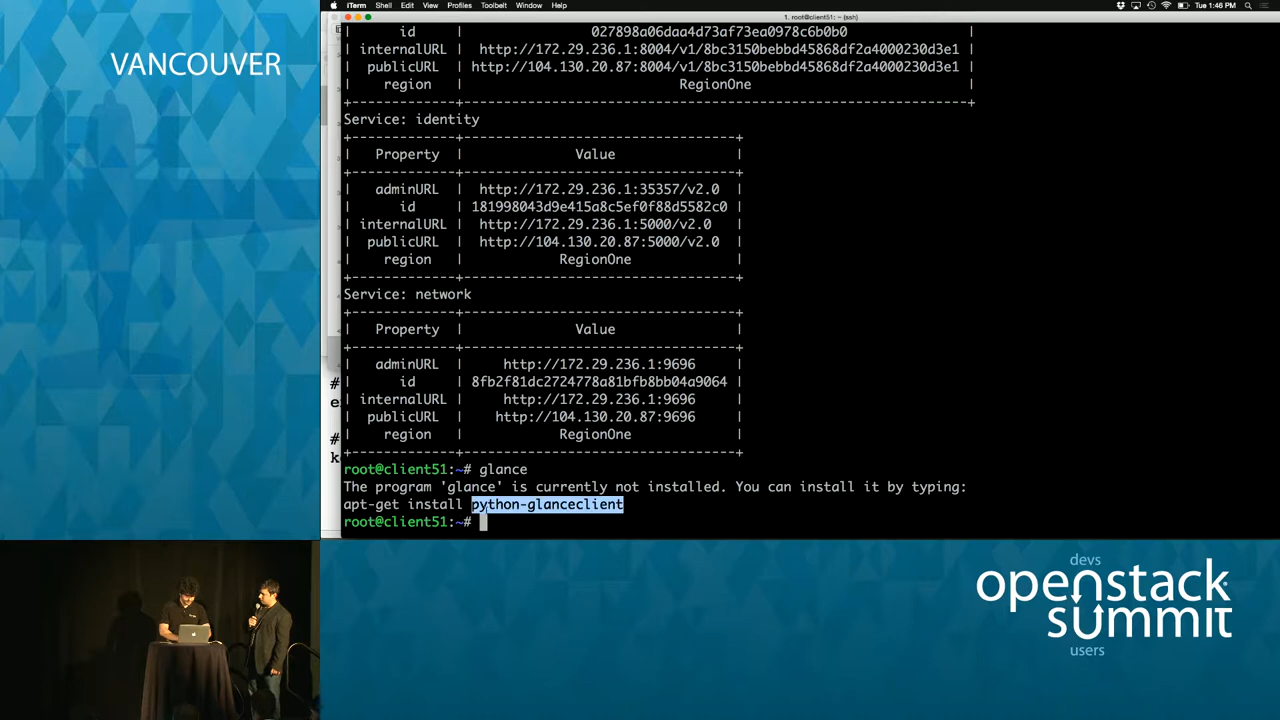 VANCOUVER
iTerm Shell Edit View Profiles Toolbelt Window Help
Tue 1:46 PM
1. root@client51: ~ (ssh)
| id | 027898a06daa4d73af73ea0978c6b0b0 |
| internalURL | http://172.29.236.1:8004/v1/8bc3150bebbd45868df2a4000230d3e1 |
| publicURL | http://104.130.20.87:8004/v1/8bc3150bebbd45868df2a4000230d3e1 |
| region | RegionOne |
Service: identity
| Property | Value |
| adminURL | http://172.29.236.1:35357/v2.0 |
| id | 181998043d9e415a8c5ef0f88d5582c0 |
| internalURL | http://172.29.236.1:5000/v2.0 |
| publicURL | http://104.130.20.87:5000/v2.0 |
| region | RegionOne |
Service: network
| Property | Value |
| adminURL | http://172.29.236.1:9696 |
| id | 8fb2f81dc2724778a81bfb8bb04a9064 |
| internalURL | http://172.29.236.1:9696 |
| publicURL | http://104.130.20.87:9696 |
| region | RegionOne |
root@client51:~# glance
The program 'glance' is currently not installed. You can install it by typing:
apt-get install python-glanceclient
root@client51:~#
#
#
devs
openstack
summit
users